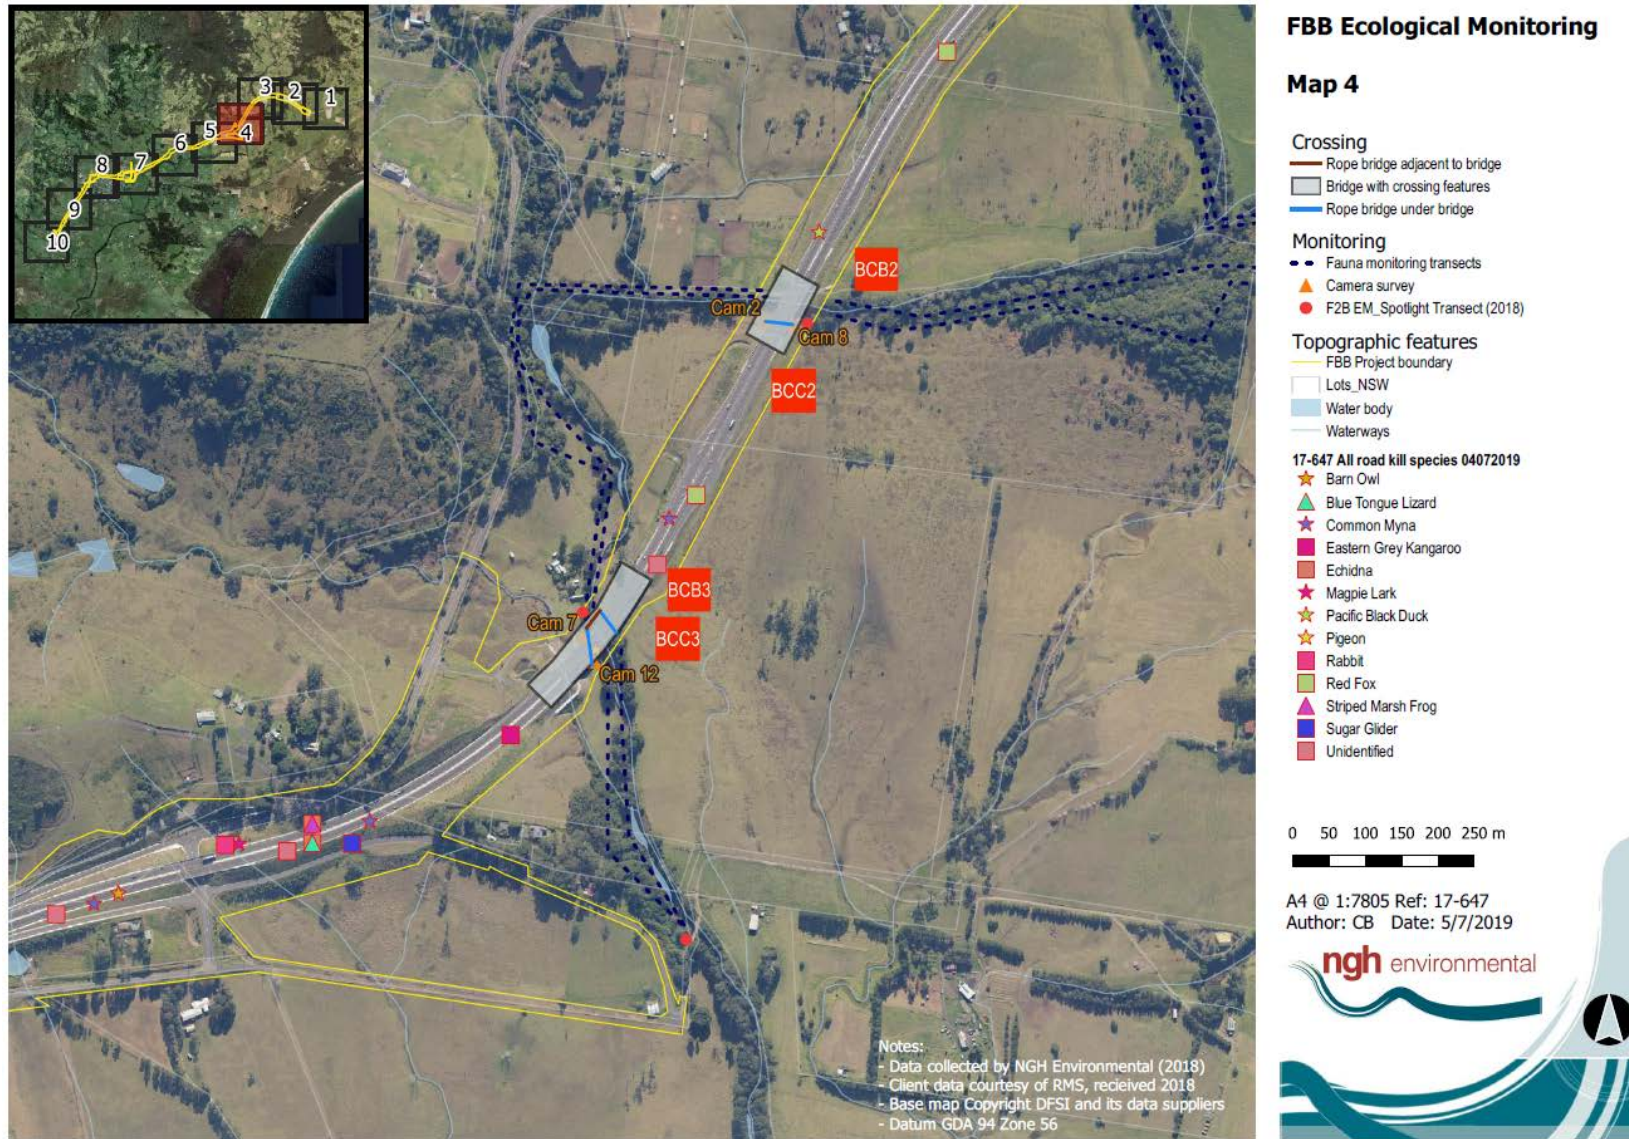 FBB Ecological Monitoring
Map 4
Crossing
Rope bridge adjacent to bridge
Bridge with crossing features
Rope bridge under bridge
Monitoring
Fauna monitoring transects
Camera survey
F2B EM_Spotlight Transect (2018)
Topographic features
FBB Project boundary
Lots_NSW
Water body
Waterways
17-647 All road kill species 04072019
Barn Owl
Blue Tongue Lizard
Common Myna
Eastern Grey Kangaroo
Echidna
Magpie Lark
Pacific Black Duck
Pigeon
Rabbit
Red Fox
Striped Marsh Frog
Sugar Glider
Unidentified
0 50 100 150 200 250 m
A4 @ 1:7805 Ref: 17-647
Author: CB Date: 5/7/2019
ngh environmental
1
2
3
4
5
6
7
8
9
10
BCB2
Cam 2
Cam 8
BCC2
BCB3
Cam 7
BCC3
Cam 12
Notes:
- Data collected by NGH Environmental (2018)
- Client data courtesy of RMS, recieived 2018
- Base map Copyright DFSI and its data suppliers
- Datum GDA 94 Zone 56